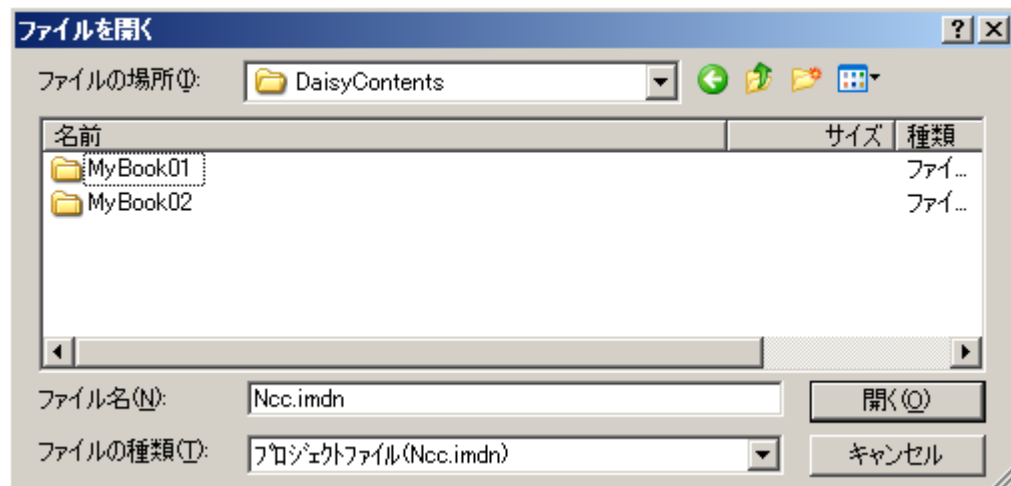 ファイルを開く
ファイルの場所(I): DaisyContents
名前 サイズ 種類
MyBook01 ファイ...
MyBook02 ファイ...
ファイル名(N): Ncc.imdn 開く(O)
ファイルの種類(T): プロジェクトファイル(Ncc.imdn) キャンセル